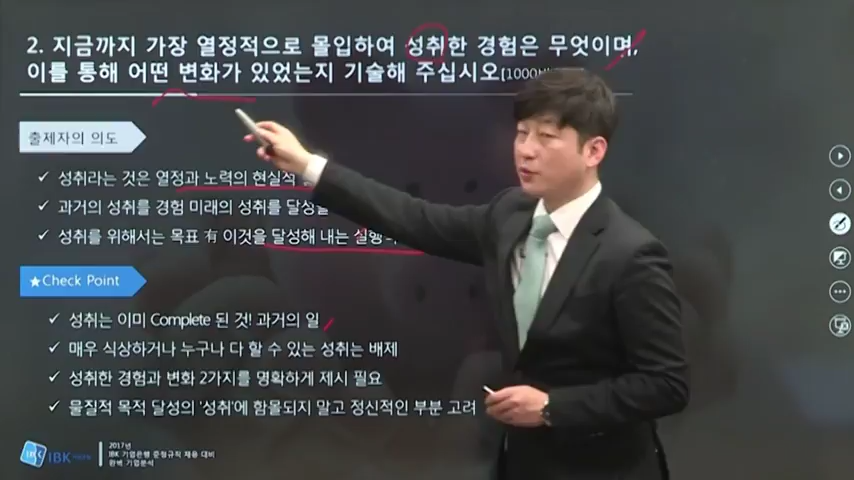 2. 지금까지 가장 열정적으로 몰입하여 성취한 경험은 무엇이며,
이를 통해 어떤 변화가 있었는지 기술해 주십시오[1000
출제자의 의도
✓ 성취라는 것은 열정과 노력의 현실적
✓ 과거의 성취를 경험 미래의 성취를 달성할
✓ 성취를 위해서는 목표 有 이것을 달성해 내는
★Check Point
✓ 성취는 이미 Complete 된 것! 과거의 일
✓ 매우 식상하거나 누구나 다 할 수 있는 성취는 배제
✓ 성취한 경험과 변화 2가지를 명확하게 제시 필요
✓ 물질적 목적 달성의 '성취'에 함몰되지 말고 정신적인 부분 고려
IBK
2017년
IBK 기업은행 준정규직 채용 대비
완벽 기업분석